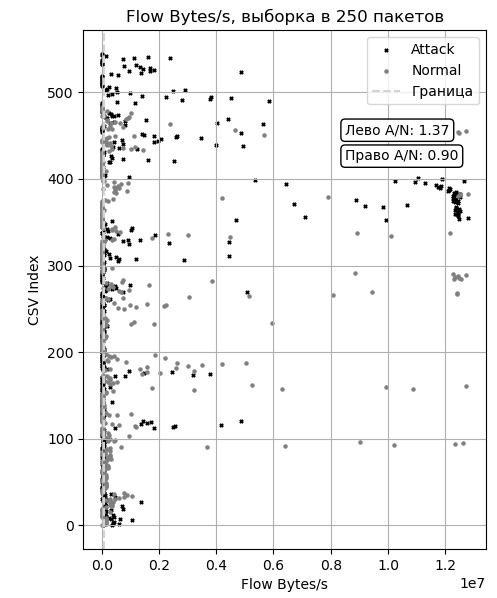 Flow Bytes/s, выборка в 250 пакетов
Attack
Normal
Граница
Лево A/N: 1.37
Право A/N: 0.90
CSV Index
500
400
300
200
100
0
0.0 0.2 0.4 0.6 0.8 1.0 1.2
1e7
Flow Bytes/s